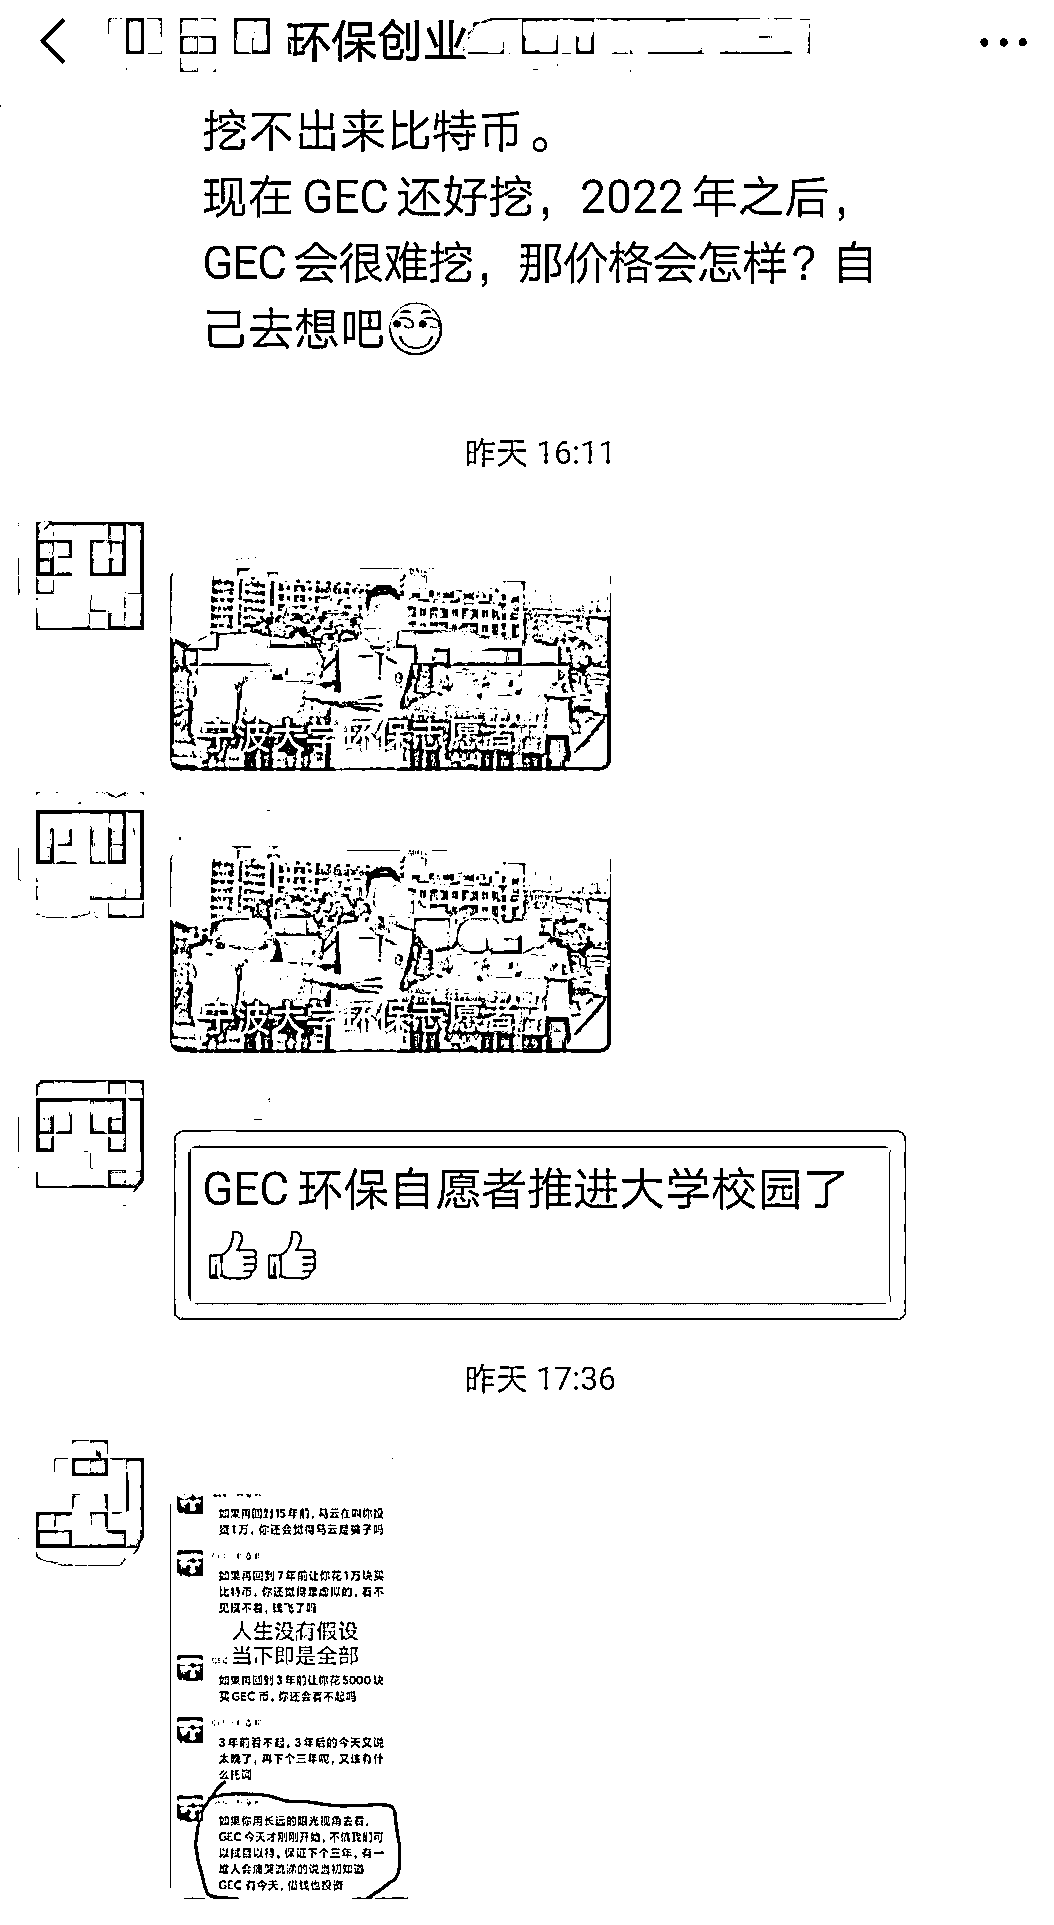 环保创业
挖不出来比特币。
现在GEC还好挖，2022年之后，
GEC会很难挖，那价格会怎样？自
己去想吧
昨天 16:11
宁波大学环保志愿者
宁波大学环保志愿者
GEC环保自愿者推进大学校园了
昨天 17:36
如果再回到15年前，马云在叫你投
资1万，你还会觉得马云是骗子吗
如果再回到7年前让你花1万块买
比特币，你还觉得是虚拟的，看不
见摸不着，钱飞了吗
人生没有假设
当下即是全部
如果再回到3年前让你花5000块
买GEC币，你还会看不起吗
3年前看不起，3年后的今天又说
太晚了，再下个三年呢，又该有什
么托词
如果你用长远的眼光视角去看，
GEC今天才刚刚开始，不信我们可
以拭目以待，保证下个三年，有一
堆人会痛哭流涕的说当初知道
GEC有今天，借钱也投资